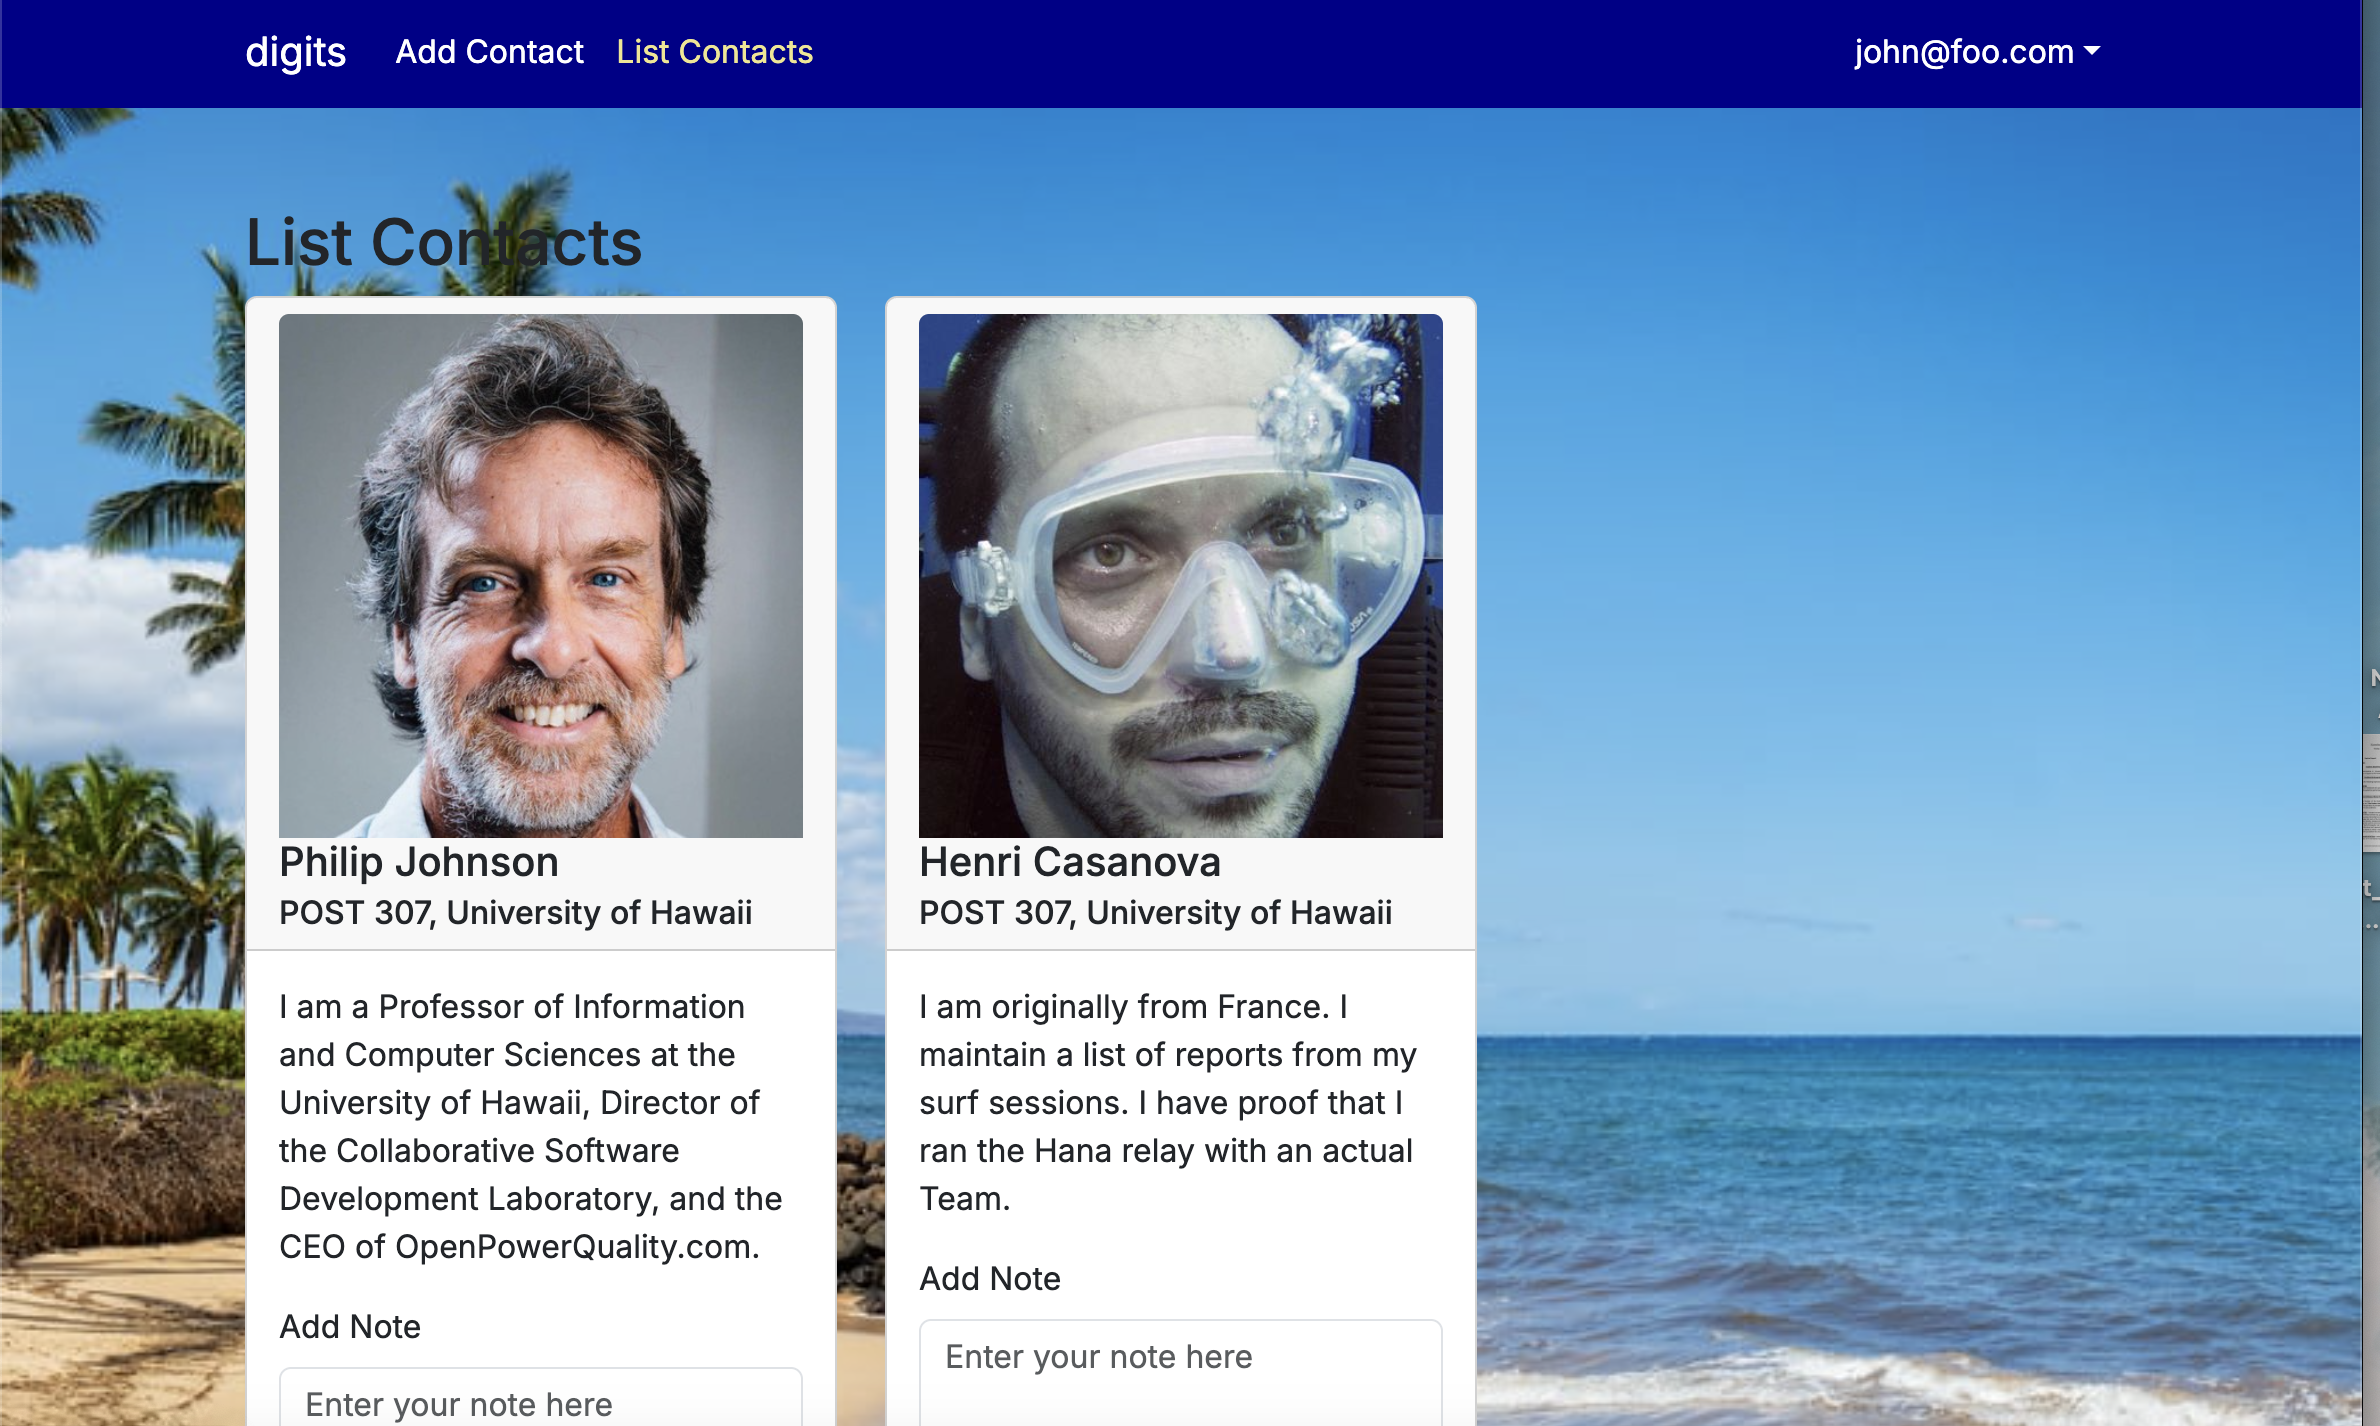 digits Add Contact List Contacts john@foo.com
List Contacts
Philip Johnson
POST 307, University of Hawaii
I am a Professor of Information
and Computer Sciences at the
University of Hawaii, Director of
the Collaborative Software
Development Laboratory, and the
CEO of OpenPowerQuality.com.
Add Note
Enter your note here
Henri Casanova
POST 307, University of Hawaii
I am originally from France. I
maintain a list of reports from my
surf sessions. I have proof that I
ran the Hana relay with an actual
Team.
Add Note
Enter your note here